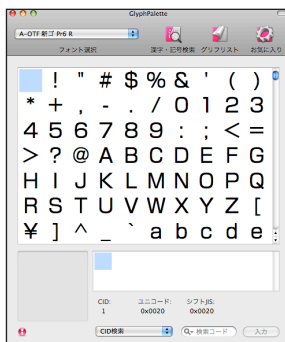 GlyphPalette
A-OTF 新ゴ Pr6 R
フォント選択
漢字・記号検索 グリフリスト お気に入り
! " # $ % & ' ( )
* + , - . / 0 1 2 3
4 5 6 7 8 9 : ; < =
> ? @ A B C D E F G
H I J K L M N O P Q
R S T U V W X Y Z [
¥ ] ^ _ ` a b c d e
CID: ユニコード: シフトJIS:
1 0x0020 0x0020
CID検索 検索コード 入力